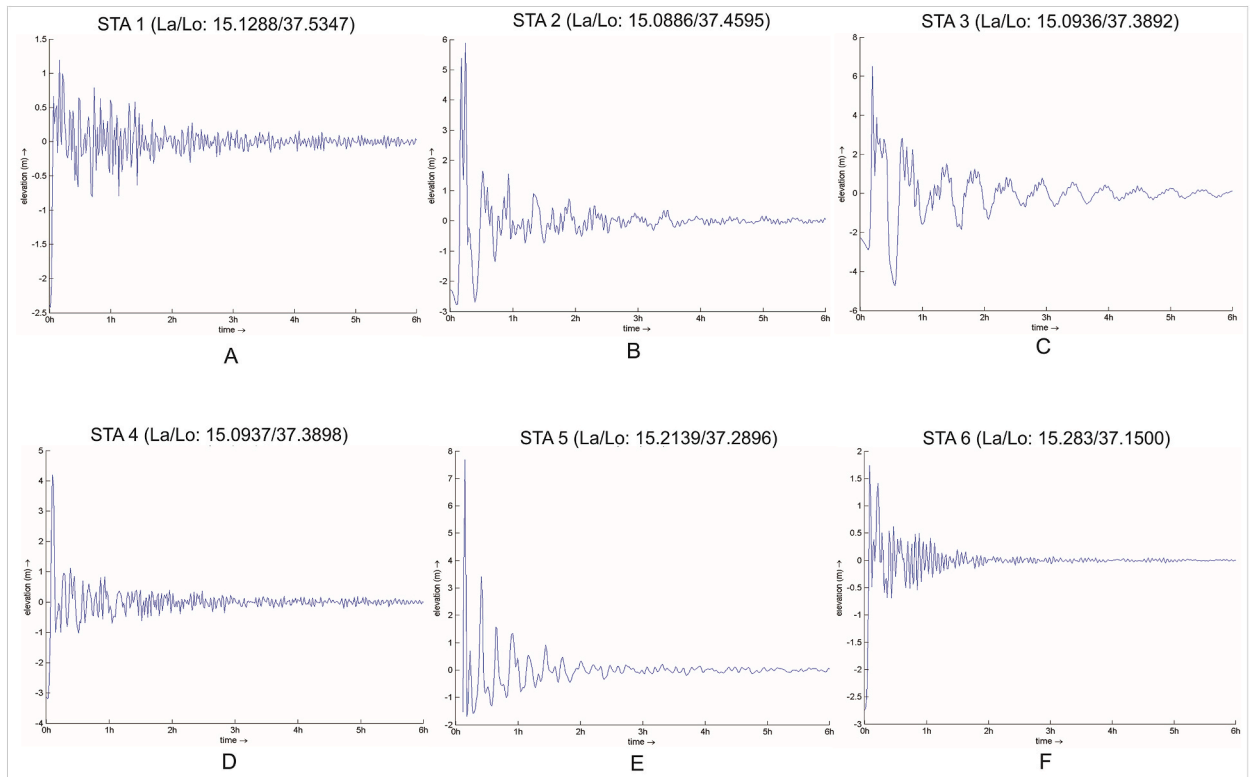 STA 1 (La/Lo: 15.1288/37.5347)
1.5
1
0.5
0
-0.5
-1
-1.5
-2
-2.5
elevation (m) →
0h 1h 2h 3h 4h 5h 6h
time →
A
STA 2 (La/Lo: 15.0886/37.4595)
6
5
4
3
2
1
0
-1
-2
-3
elevation (m) →
0h 1h 2h 3h 4h 5h 6h
time →
B
STA 3 (La/Lo: 15.0936/37.3892)
8
6
4
2
0
-2
-4
-6
elevation (m) →
0h 1h 2h 3h 4h 5h 6h
time →
C
STA 4 (La/Lo: 15.0937/37.3898)
5
4
3
2
1
0
-1
-2
-3
-4
elevation (m) →
0h 1h 2h 3h 4h 5h 6h
time →
D
STA 5 (La/Lo: 15.2139/37.2896)
8
7
6
5
4
3
2
1
0
-1
-2
elevation (m) →
0h 1h 2h 3h 4h 5h 6h
time →
E
STA 6 (La/Lo: 15.283/37.1500)
2
1.5
1
0.5
0
-0.5
-1
-1.5
-2
-2.5
-3
elevation (m) →
0h 1h 2h 3h 4h 5h 6h
time →
F